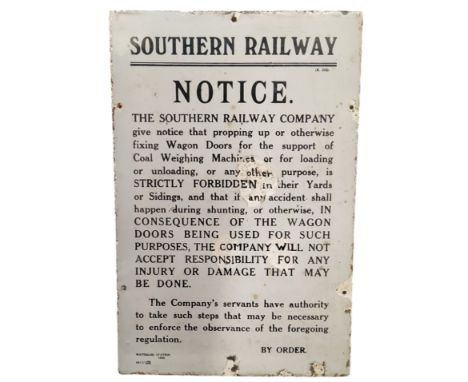 SOUTHERN RAILWAY
NOTICE.
THE SOUTHERN RAILWAY COMPANY
give notice that propping up or otherwise
fixing Wagon Doors for the support of
Coal Weighing Machines or for loading
or unloading, or any other purpose, is
STRICTLY FORBIDDEN in their Yards
or Sidings, and that if any accident shall
happen during shunting, or otherwise, IN
CONSEQUENCE OF THE WAGON
DOORS BEING USED FOR SUCH
PURPOSES, THE COMPANY WILL NOT
ACCEPT RESPONSIBILITY FOR ANY
INJURY OR DAMAGE THAT MAY
BE DONE.
The Company's servants have authority
to take such steps that may be necessary
to enforce the observance of the foregoing
regulation.
BY ORDER.
WATERLOO STATION